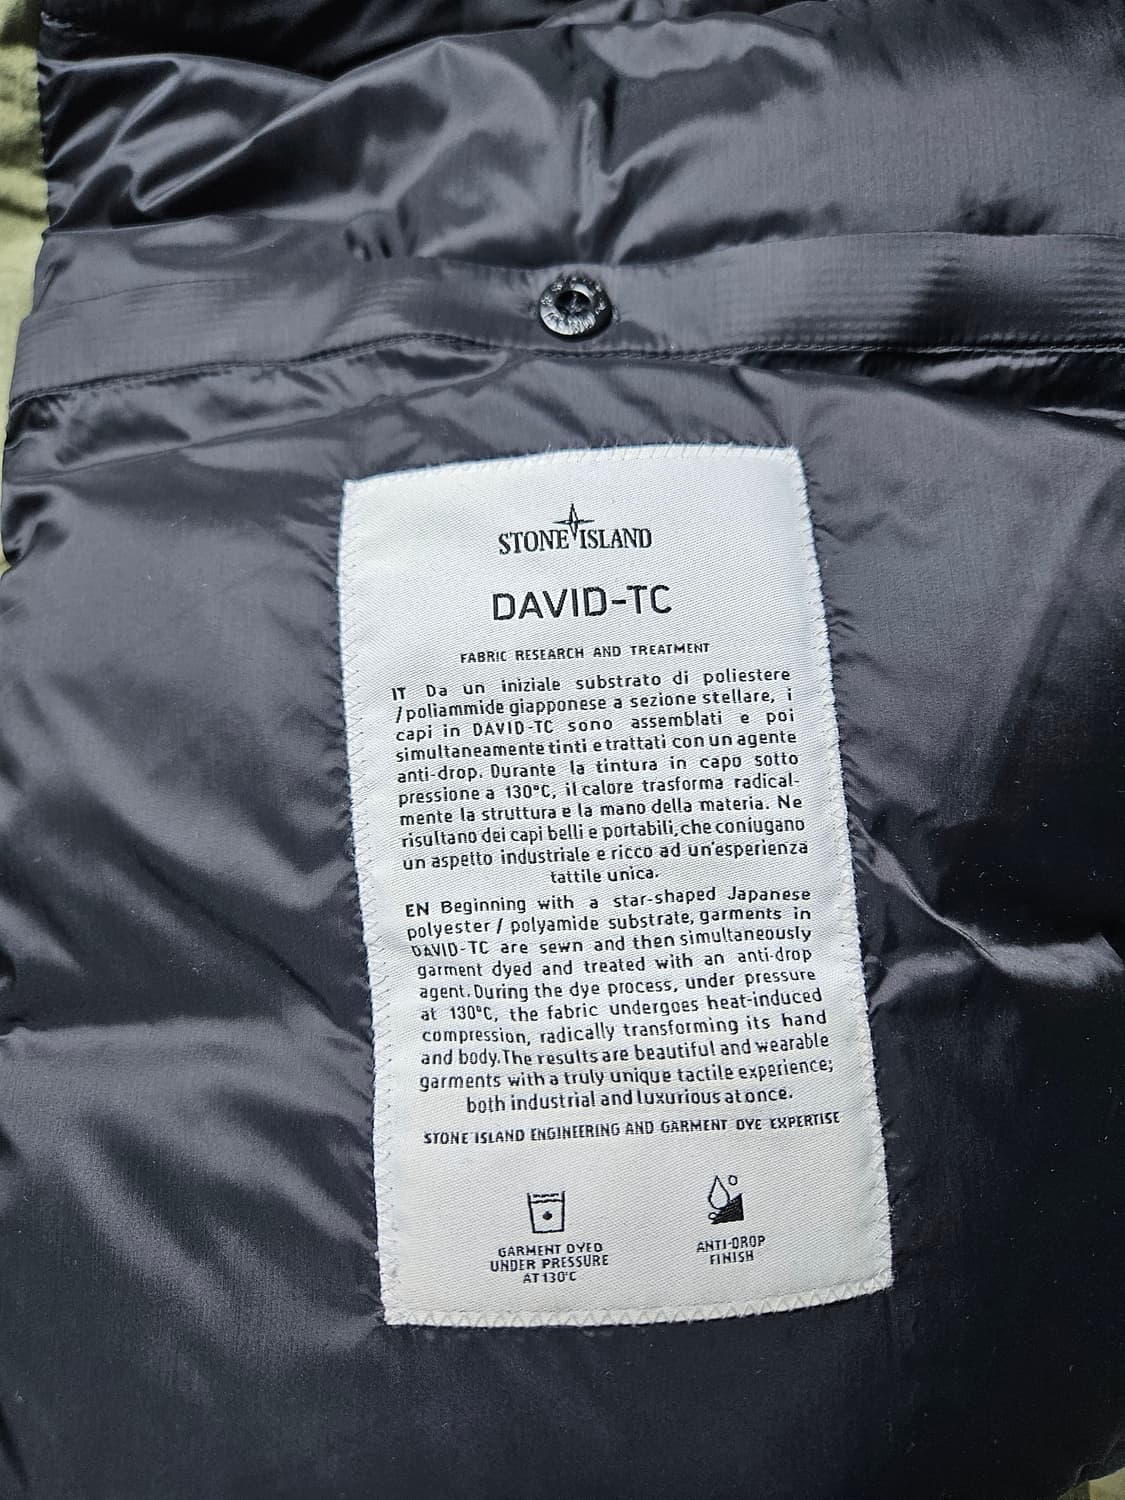 STONE ISLAND
DAVID-TC
FABRIC RESEARCH AND TREATMENT
IT Da un iniziale substrato di poliestere
/poliammide giapponese a sezione stellare, i
capi in DAVID-TC sono assemblati e poi
simultaneamente tinti e trattati con un agente
anti-drop. Durante la tintura in capo sotto
pressione a 130°C, il calore trasforma radical-
mente la struttura e la mano della materia. Ne
risultano dei capi belli e portabili, che coniugano
un aspetto industriale e ricco ad un'esperienza
tattile unica.
EN Beginning with a star-shaped Japanese
polyester / polyamide substrate, garments in
DAVID-TC are sewn and then simultaneously
garment dyed and treated with an anti-drop
agent. During the dye process, under pressure
at 130°C, the fabric undergoes heat-induced
compression, radically transforming its hand
and body. The results are beautiful and wearable
garments with a truly unique tactile experience;
both industrial and luxurious at once.
STONE ISLAND ENGINEERING AND GARMENT DYE EXPERTISE
GARMENT DYED
UNDER PRESSURE
AT 130°C
ANTI-DROP
FINISH